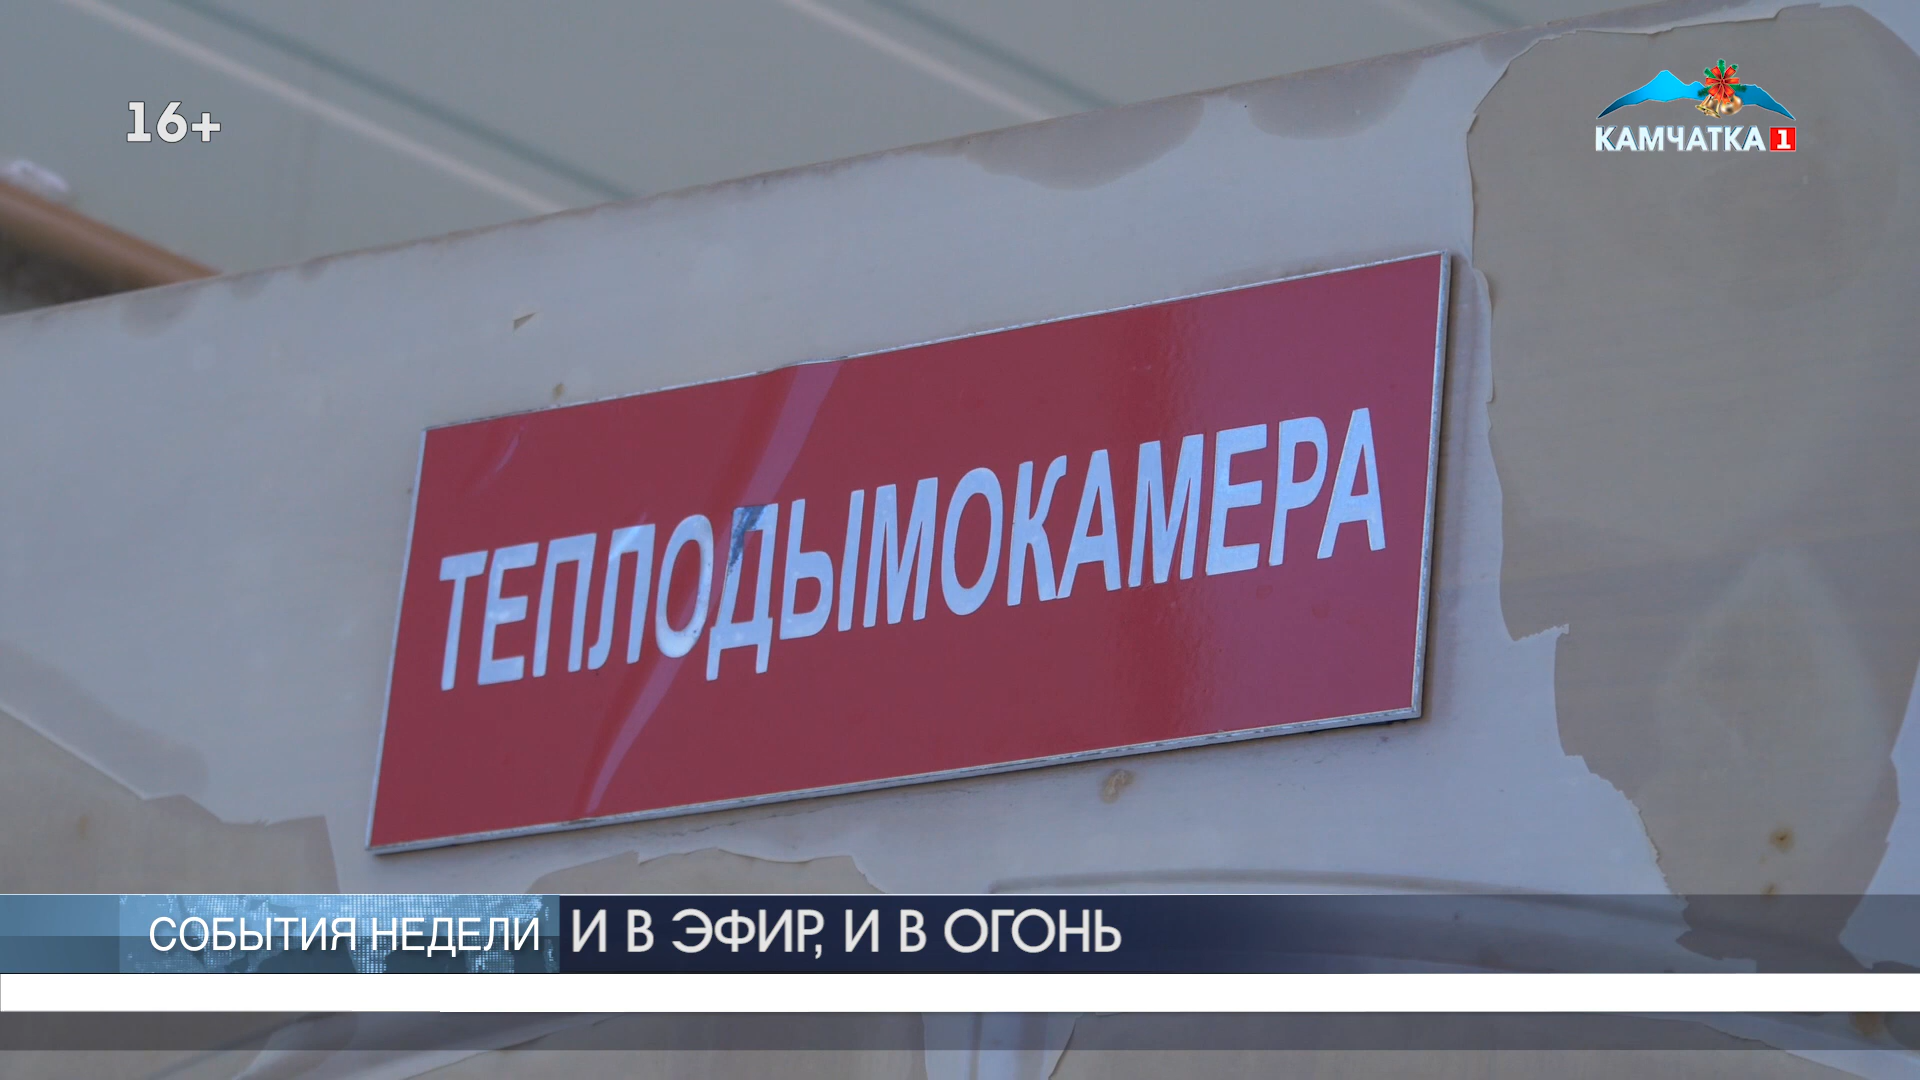 16+
КАМЧАТКА 1
ТЕПЛОДЫМОКАМЕРА
СОБЫТИЯ НЕДЕЛИ
И В ЭФИР, И В ОГОНЬ